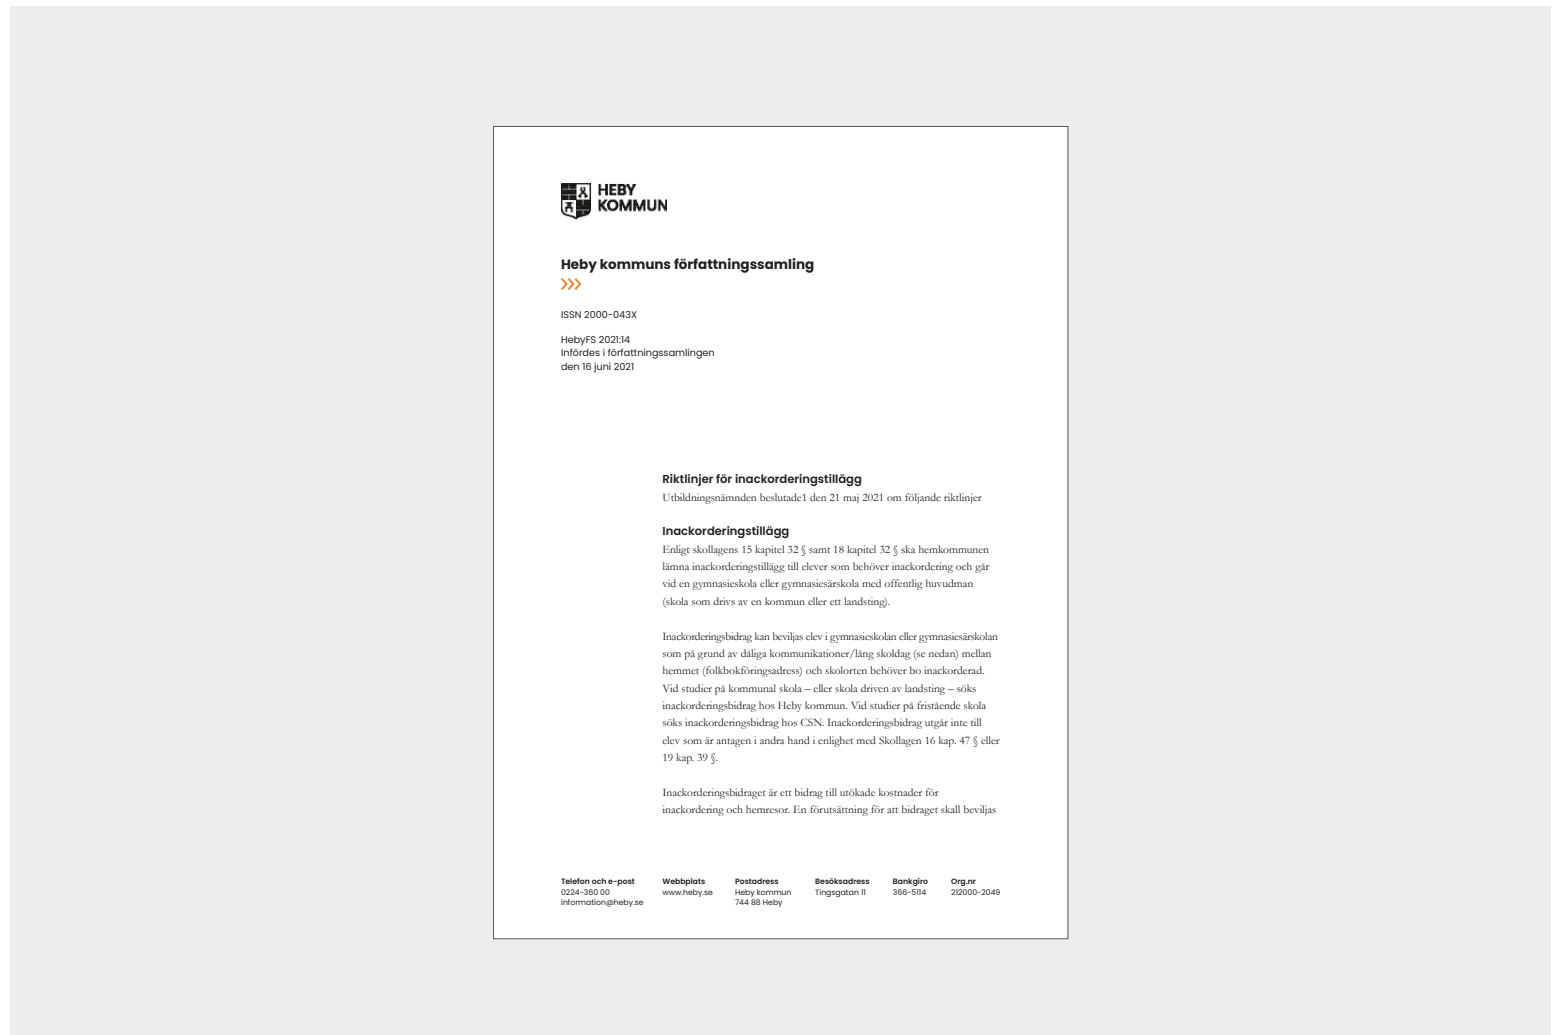 HEBY
KOMMUN
Heby kommuns författningssamling
ISSN 2000-043X
HebyFS 2021:14
Infördes i författningssamlingen
den 16 juni 2021
Riktlinjer för inackorderingstillägg
Utbildningsnämnden beslutade1 den 21 maj 2021 om följande riktlinjer
Inackorderingstillägg
Enligt skollagens 15 kapitel 32 § samt 18 kapitel 32 § ska hemkommunen
lämna inackorderingstillägg till elever som behöver inackordering och går
vid en gymnasieskola eller gymnasiesärskola med offentlig huvudman
(skola som drivs av en kommun eller ett landsting).
Inackorderingsbidrag kan beviljas elev i gymnasieskolan eller gymnasiesärskolan
som på grund av dåliga kommunikationer/lång skoldag (se nedan) mellan
hemmet (folkbokföringsadress) och skolorten behöver bo inackorderad.
Vid studier på kommunal skola – eller skola driven av landsting – söks
inackorderingsbidrag hos Heby kommun. Vid studier på fristående skola
söks inackorderingsbidrag hos CSN. Inackorderingsbidrag utgår inte till
elev som är antagen i andra hand i enlighet med Skollagen 16 kap. 47 § eller
19 kap. 39 §.
Inackorderingsbidraget är ett bidrag till utökade kostnader för
inackordering och hemresor. En förutsättning för att bidraget skall beviljas
Telefon och e-post Webbplats Postadress Besöksadress Bankgiro Org.nr
0224-360 00 www.heby.se Heby kommun Tingsgatan 11 366-5114 212000-2049
information@heby.se 744 88 Heby